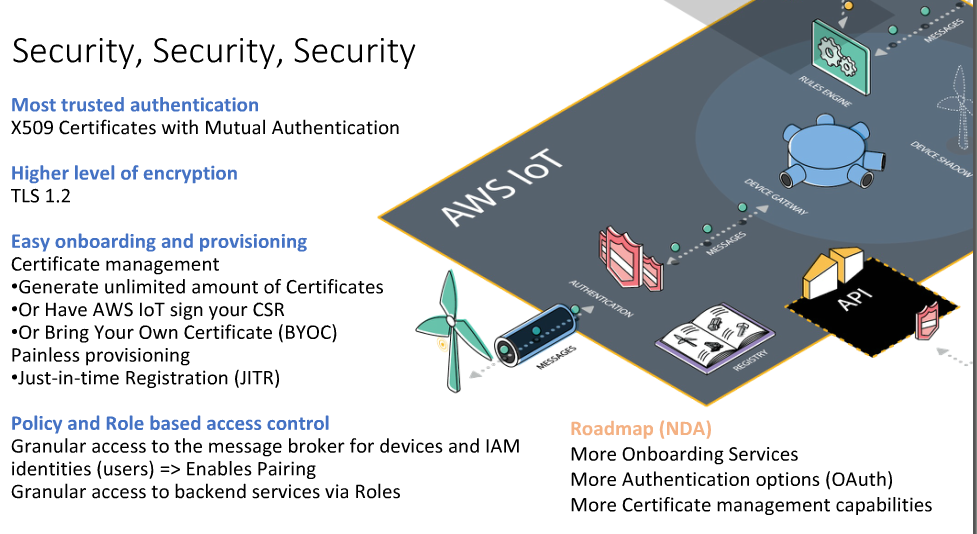 Security, Security, Security
Most trusted authentication
X509 Certificates with Mutual Authentication
Higher level of encryption
TLS 1.2
Easy onboarding and provisioning
Certificate management
•Generate unlimited amount of Certificates
•Or Have AWS IoT sign your CSR
•Or Bring Your Own Certificate (BYOC)
Painless provisioning
•Just-in-time Registration (JITR)
Policy and Role based access control
Granular access to the message broker for devices and IAM
identities (users) => Enables Pairing
Granular access to backend services via Roles
MESSAGES
RULES ENGINE
DEVICE SHADOW
AWS IoT
DEVICE GATEWAY
MESSAGES
AUTHENTICATION
API
MESSAGES
REGISTRY
Roadmap (NDA)
More Onboarding Services
More Authentication options (OAuth)
More Certificate management capabilities